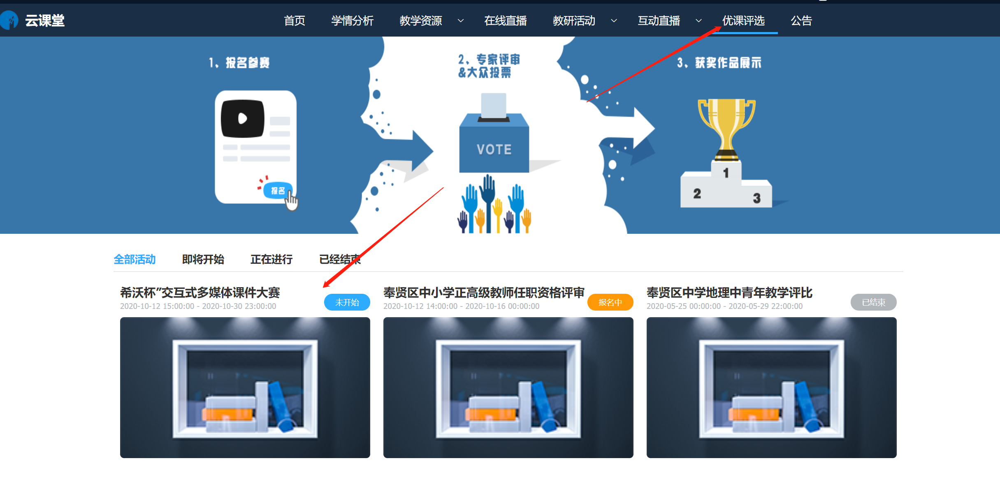 云课堂
首页 学情分析 教学资源 在线直播 教研活动 互动直播 优课评选 公告
1、报名参赛
2、专家评审
&大众投票
3、获奖作品展示
报名
VOTE
1
2
3
全部活动 即将开始 正在进行 已经结束
希沃杯”交互式多媒体课件大赛
2020-10-12 15:00:00 - 2020-10-30 23:00:00
未开始
奉贤区中小学正高级教师任职资格评审
2020-10-12 14:00:00 - 2020-10-16 00:00:00
报名中
奉贤区中学地理中青年教学评比
2020-05-25 00:00:00 - 2020-05-29 22:00:00
已结束